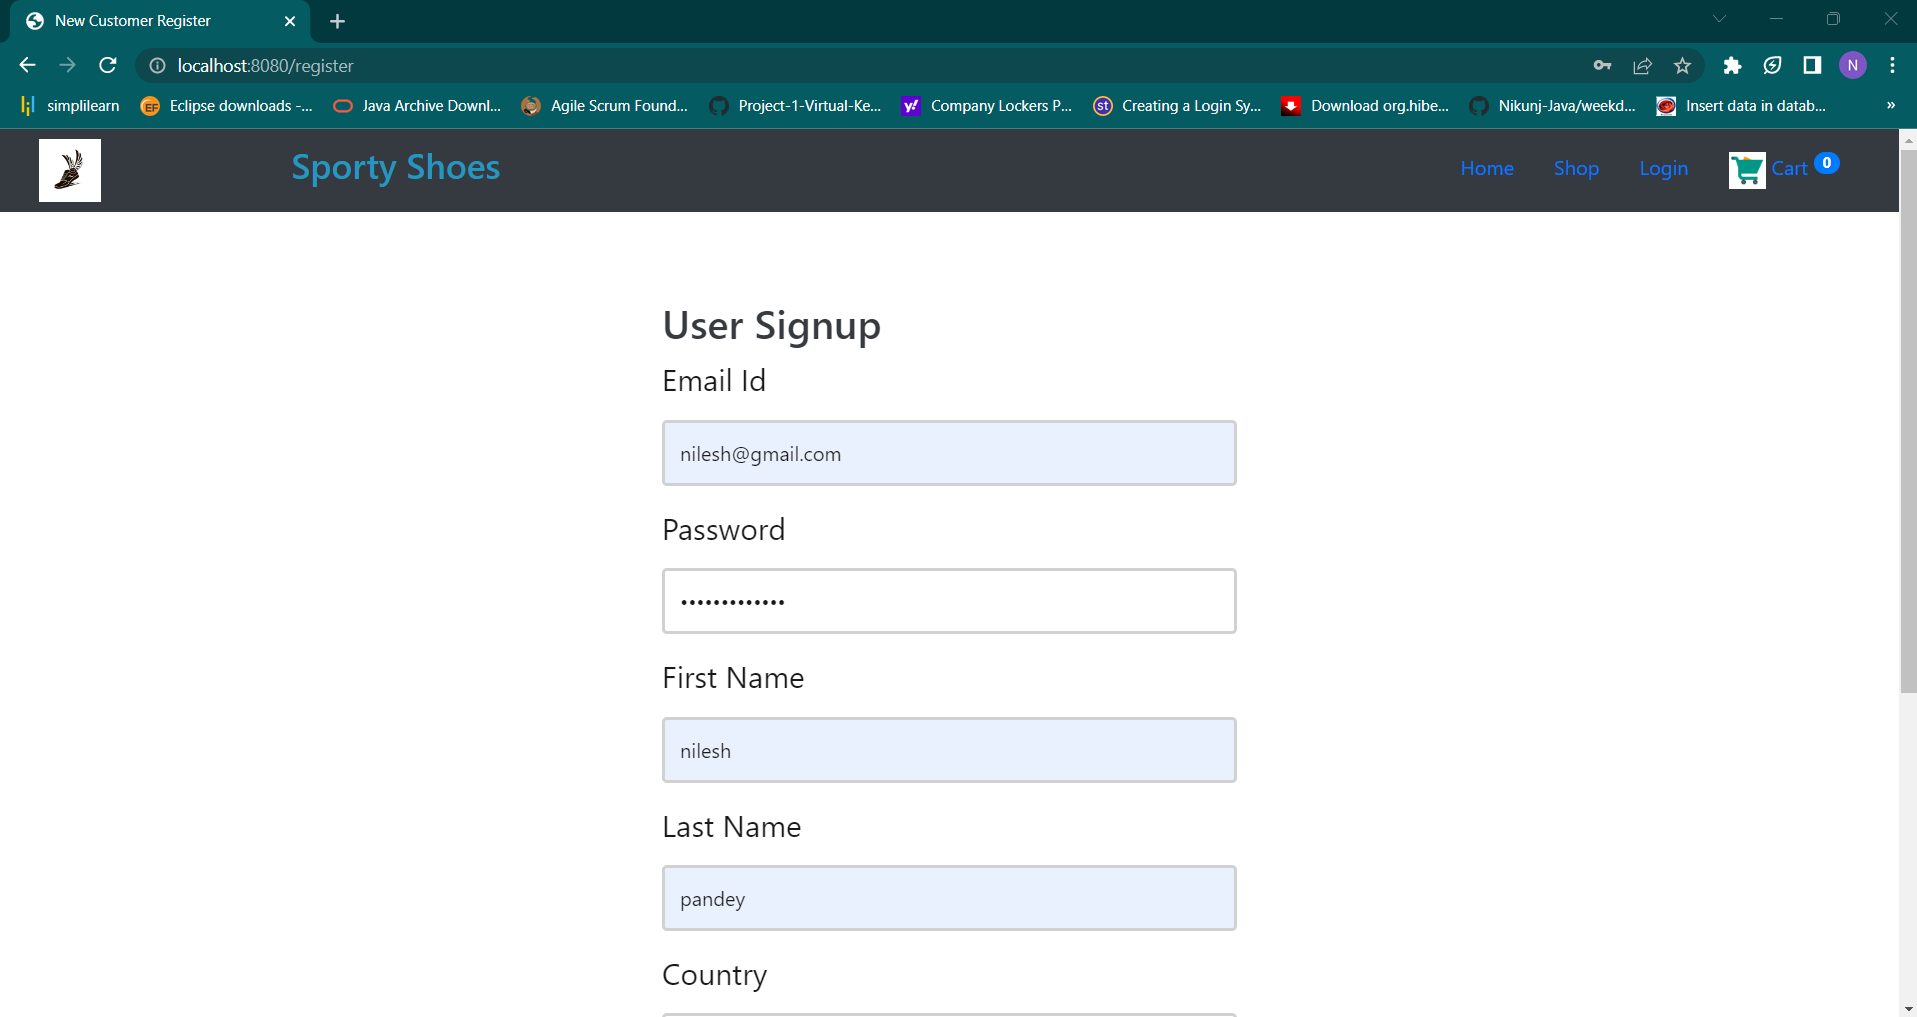 New Customer Register
localhost:8080/register
N
simplilearn
EF
Eclipse downloads -...
Java Archive Downl...
Agile Scrum Found...
Project-1-Virtual-Ke...
y!
Company Lockers P...
st
Creating a Login Sy...
Download org.hibe...
Nikunj-Java/weekd...
Insert data in datab...
»
Sporty Shoes
Home
Shop
Login
Cart
0
User Signup
Email Id
nilesh@gmail.com
Password
•••••••••••••
First Name
nilesh
Last Name
pandey
Country